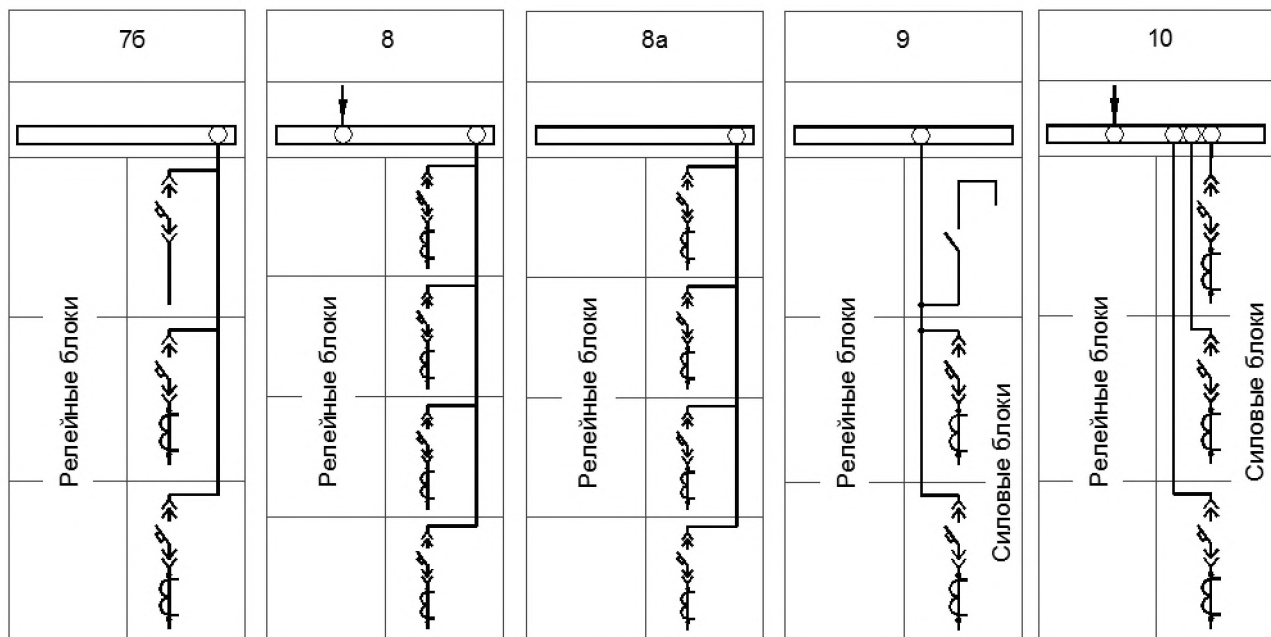 7б
8
8а
9
10
Релейные блоки
Релейные блоки
Релейные блоки
Релейные блоки
Силовые блоки
Релейные блоки
Силовые блоки